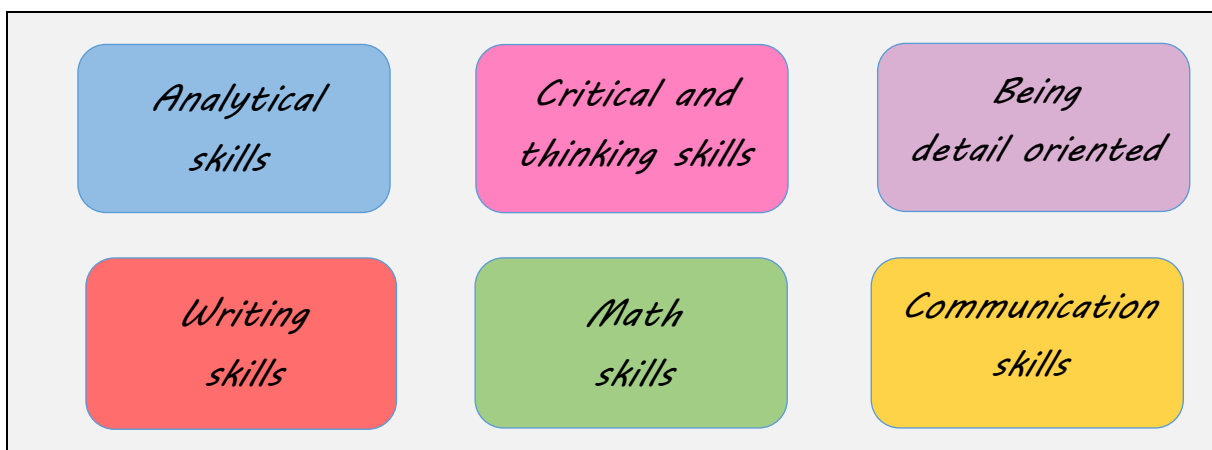 Analytical
skills
Critical and
thinking skills
Being
detail oriented
Writing
skills
Math
skills
Communication
skills